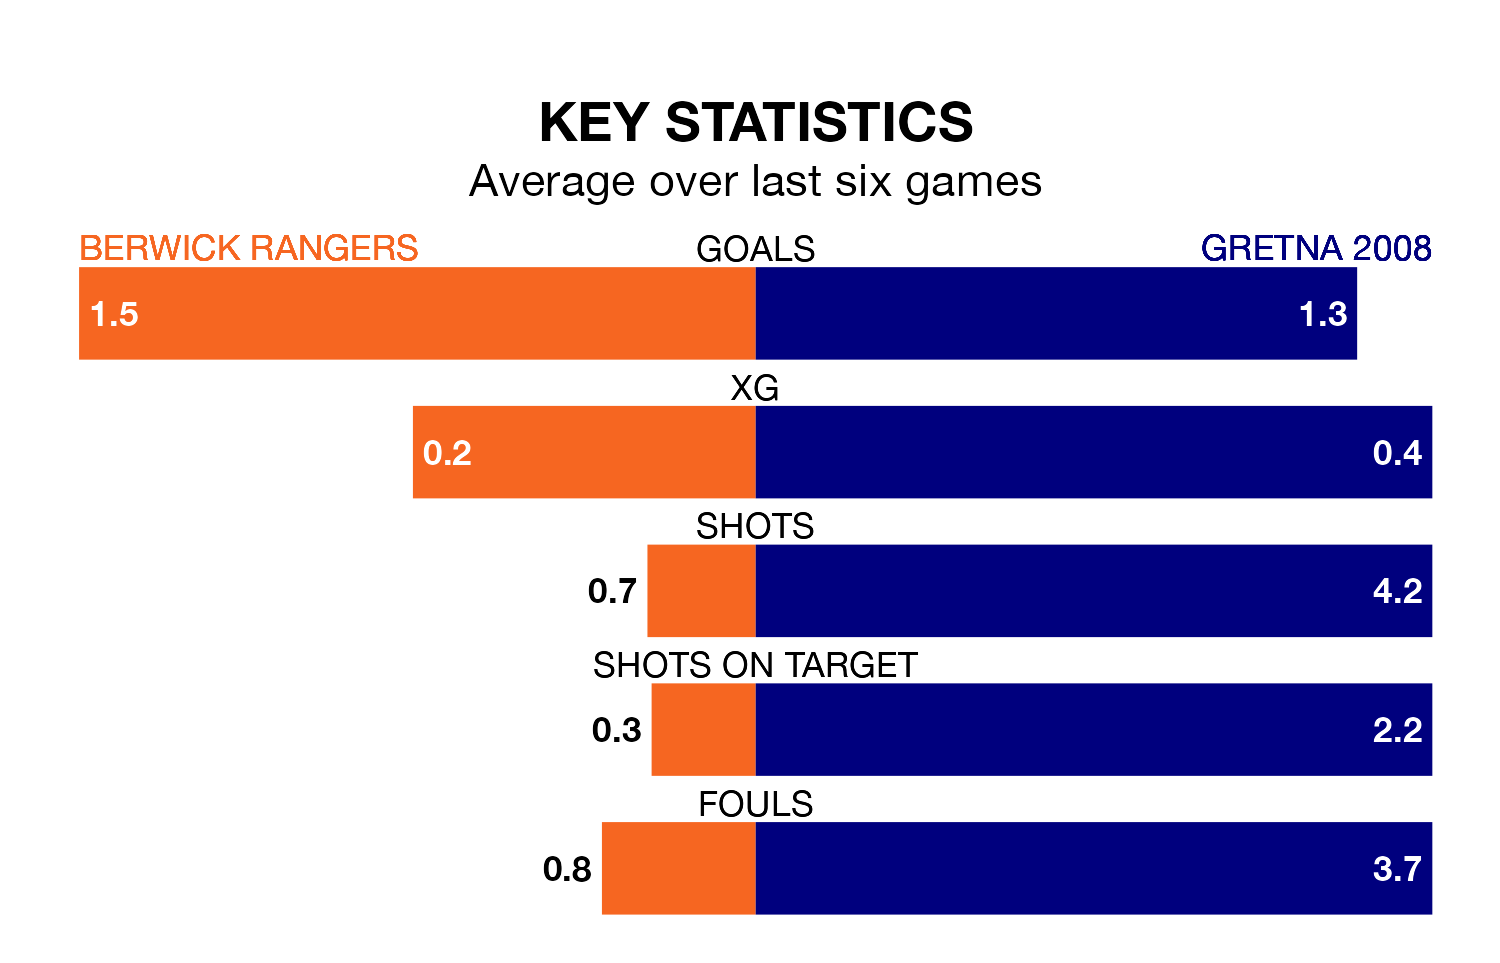 KEY STATISTICS
Average over last six games
BERWICK RANGERS GOALS GRETNA 2008
1.5 1.3
XG
0.2 0.4
SHOTS
0.7 4.2
SHOTS ON TARGET
0.3 2.2
FOULS
0.8 3.7